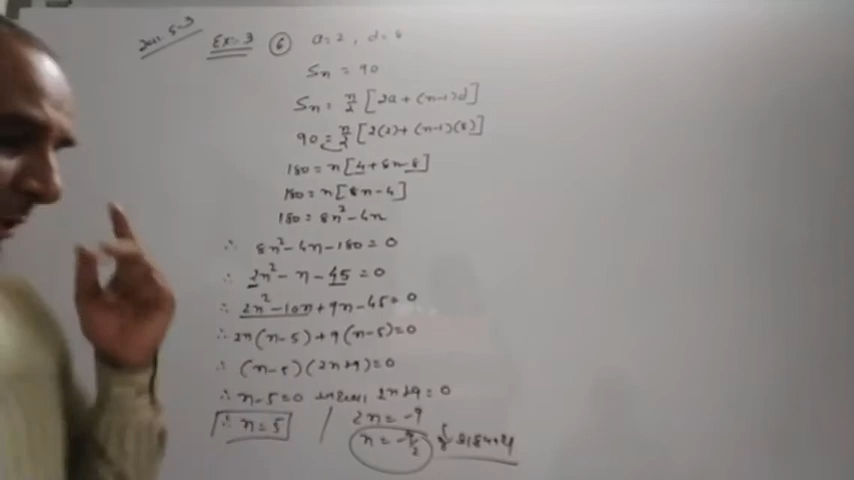 Ex-3 ⑥ a=2, d=8
Sn = 90
Sn = n/2 [2a + (n-1)d]
90 = n/2 [2(2) + (n-1)(8)]
180 = n[4+8n-8]
180 = n[8n-4]
180 = 8n² - 4n
∴ 8n² - 4n - 180 = 0
∴ 2n² - n - 45 = 0
∴ 2n² - 10n + 9n - 45 = 0
∴ 2n(n-5) + 9(n-5) = 0
∴ (n-5)(2n+9) = 0
∴ n-5=0 અથવા 2n+9=0
∴ n=5 / 2n = -9
n = -9/2